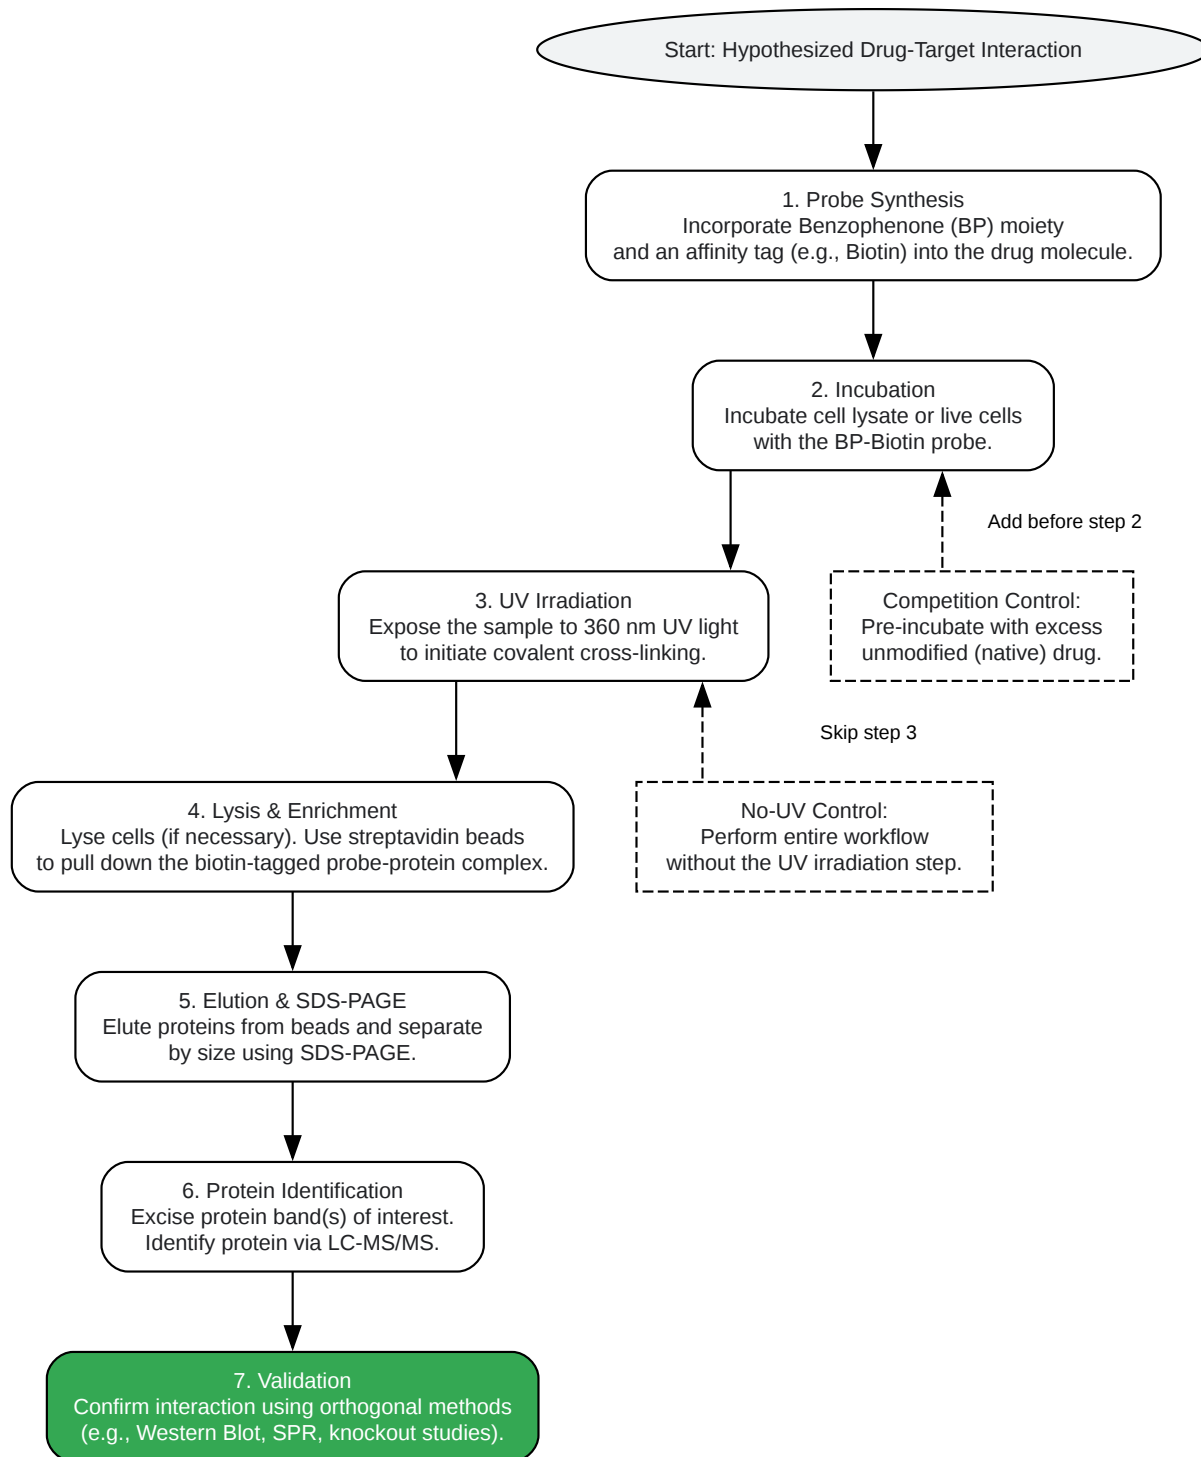 Start: Hypothesized Drug-Target Interaction
1. Probe Synthesis
Incorporate Benzophenone (BP) moiety
and an affinity tag (e.g., Biotin) into the drug molecule.
2. Incubation
Incubate cell lysate or live cells
with the BP-Biotin probe.
Add before step 2
3. UV Irradiation
Expose the sample to 360 nm UV light
to initiate covalent cross-linking.
Competition Control:
Pre-incubate with excess
unmodified (native) drug.
Skip step 3
4. Lysis & Enrichment
Lyse cells (if necessary). Use streptavidin beads
to pull down the biotin-tagged probe-protein complex.
No-UV Control:
Perform entire workflow
without the UV irradiation step.
5. Elution & SDS-PAGE
Elute proteins from beads and separate
by size using SDS-PAGE.
6. Protein Identification
Excise protein band(s) of interest.
Identify protein via LC-MS/MS.
7. Validation
Confirm interaction using orthogonal methods
(e.g., Western Blot, SPR, knockout studies).